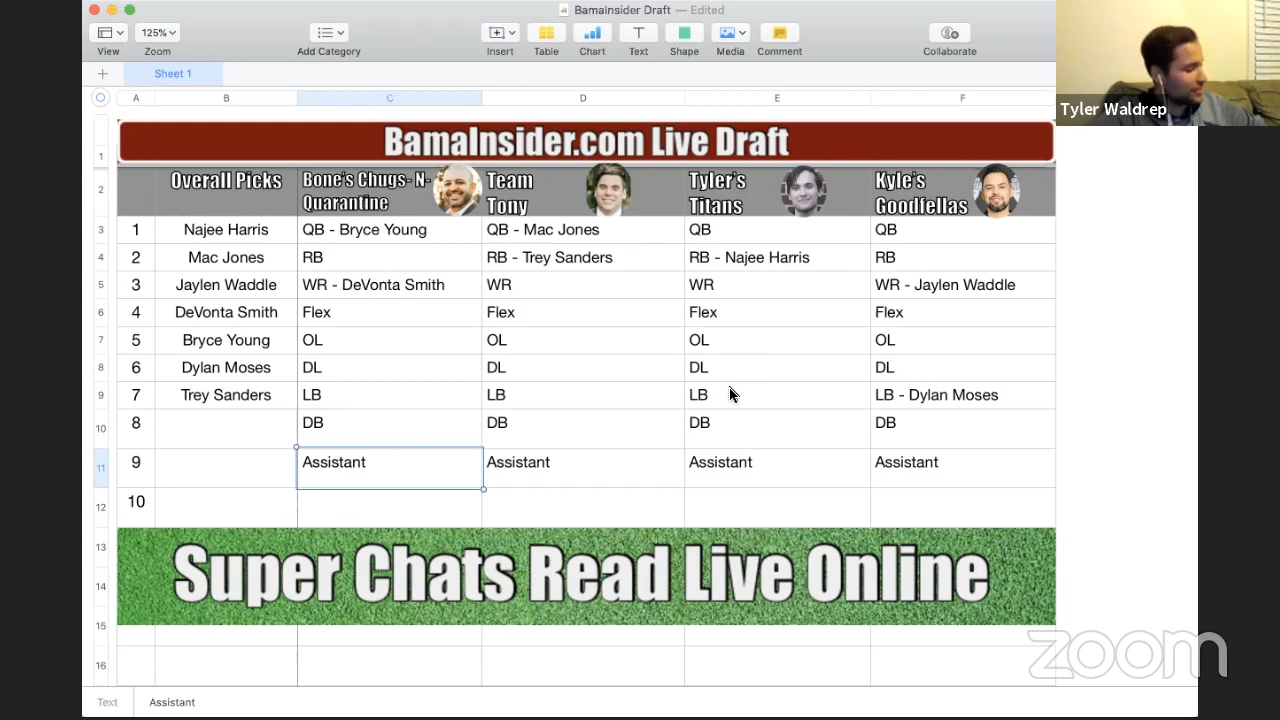 BamaInsider Draft — Edited
125%
View
Zoom
Add Category
Insert
Table
Chart
Text
Shape
Media
Comment
Collaborate
Sheet 1
A B C D E F
1 BamaInsider.com Live Draft
2 Overall Picks Bone's Chugs- N- Quarantine Team Tony Tyler's Titans Kyle's Goodfellas
3 1 Najee Harris QB - Bryce Young QB - Mac Jones QB QB
4 2 Mac Jones RB RB - Trey Sanders RB - Najee Harris RB
5 3 Jaylen Waddle WR - DeVonta Smith WR WR WR - Jaylen Waddle
6 4 DeVonta Smith Flex Flex Flex Flex
7 5 Bryce Young OL OL OL OL
8 6 Dylan Moses DL DL DL DL
9 7 Trey Sanders LB LB LB LB - Dylan Moses
10 8 DB DB DB DB
11 9 Assistant Assistant Assistant Assistant
12 10
13
14 Super Chats Read Live Online
15
16
Text Assistant
Tyler Waldrep
zoom